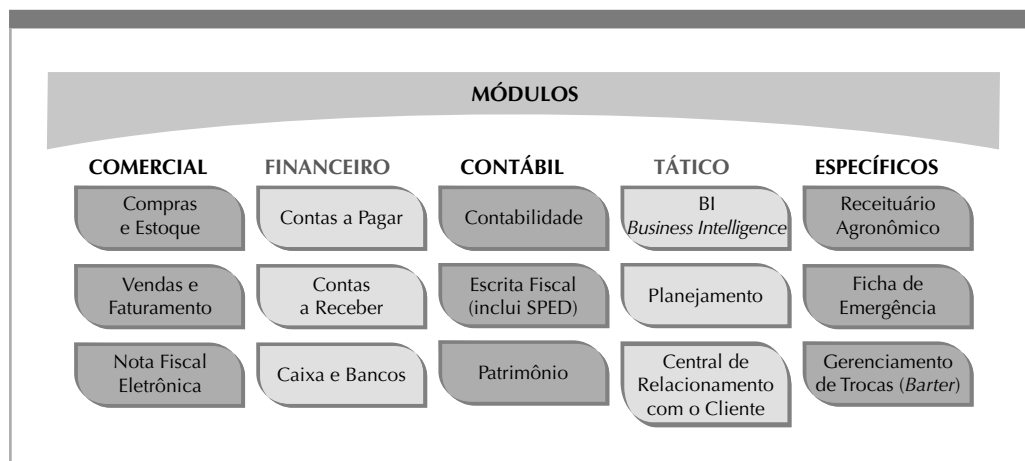 MÓDULOS
COMERCIAL
Compras
e Estoque
Vendas e
Faturamento
Nota Fiscal
Eletrônica
FINANCEIRO
Contas a Pagar
Contas
a Receber
Caixa e Bancos
CONTÁBIL
Contabilidade
Escrita Fiscal
(inclui SPED)
Patrimônio
TÁTICO
BI
Business Intelligence
Planejamento
Central de
Relacionamento
com o Cliente
ESPECÍFICOS
Receituário
Agronômico
Ficha de
Emergência
Gerenciamento
de Trocas (Barter)